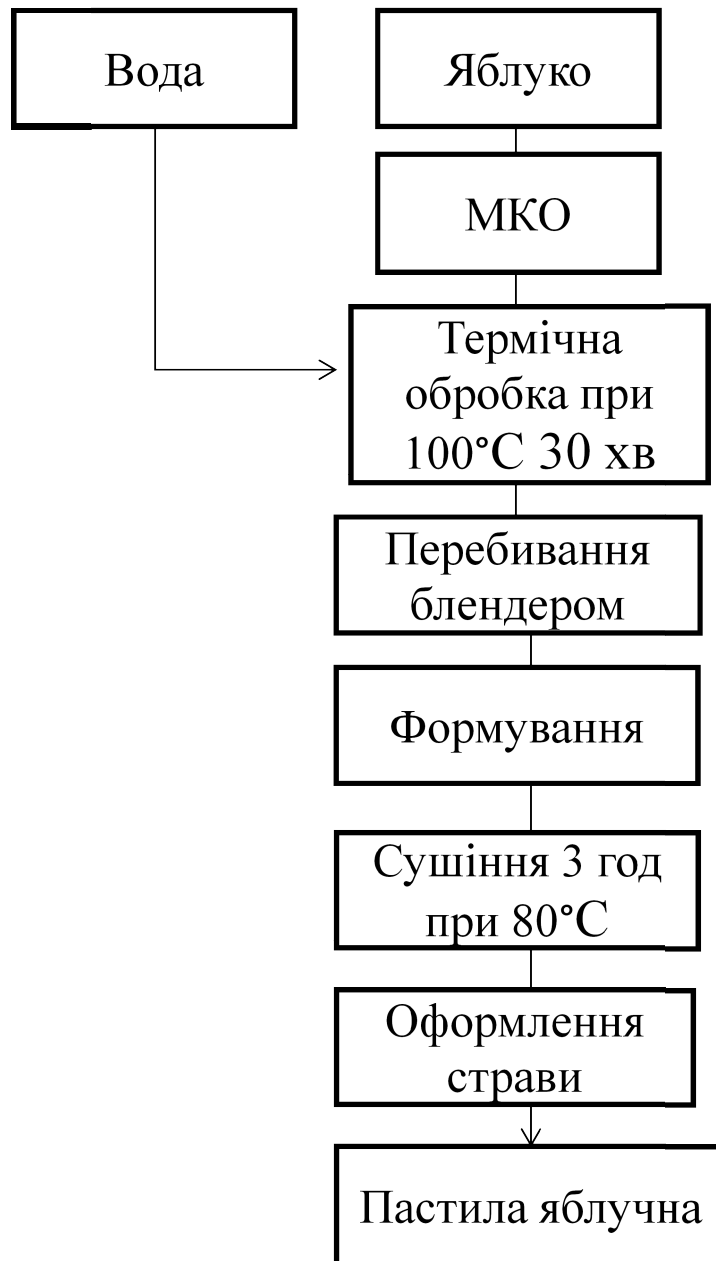 Вода
Яблуко
МКО
Термічна
обробка при
100°С 30 хв
Перебивання
блендером
Формування
Сушіння 3 год
при 80°С
Оформлення
страви
Пастила яблучна